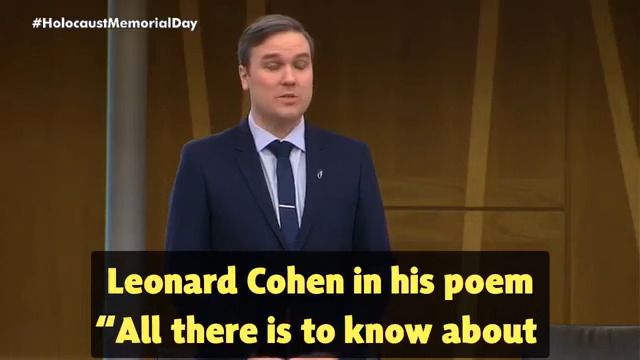 #HolocaustMemorialDay
Leonard Cohen in his poem
“All there is to know about